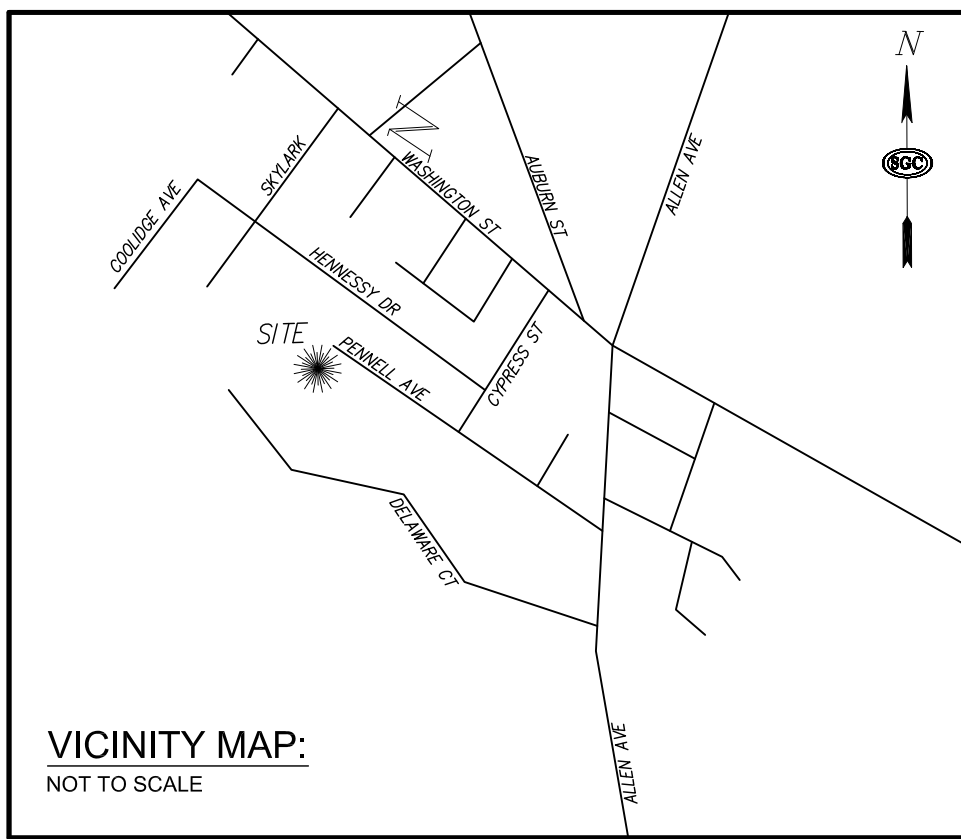 N
SGC
ALLEN AVE
AUBURN ST
N
WASHINGTON ST
SKYLARK
COOLIDGE AVE
HENNESSY DR
SITE
PENNELL AVE
CYPRESS ST
DELAWARE CT
ALLEN AVE
VICINITY MAP:
NOT TO SCALE